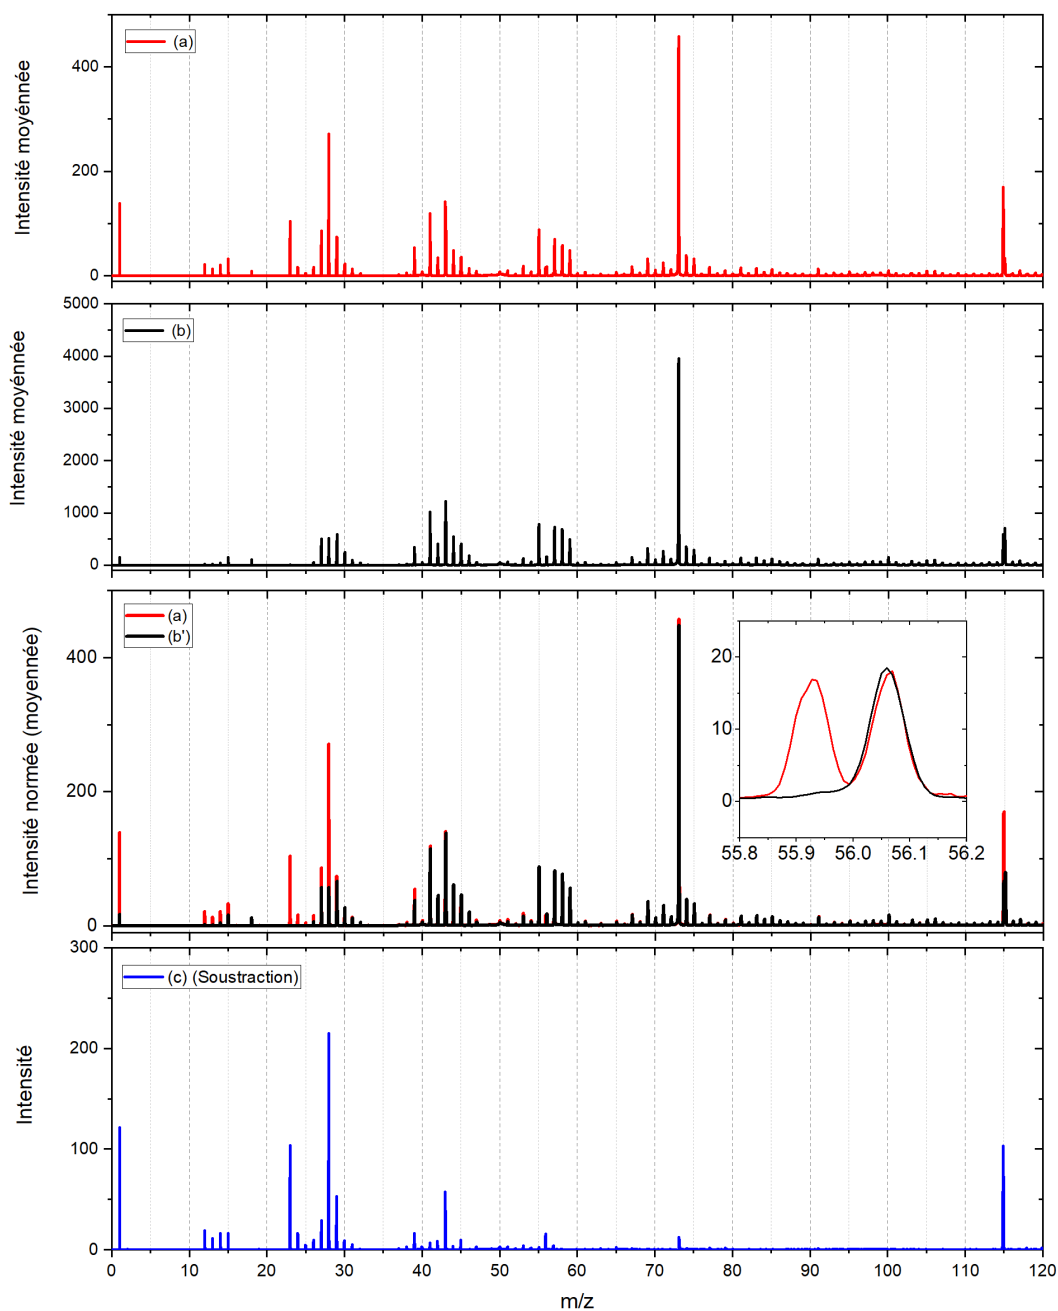 (a)
Intensité moyénnée
400
200
0
(b)
Intensité moyénnée
5000
4000
3000
2000
1000
0
(a)
(b')
Intensité normée (moyennée)
400
200
0
20
10
0
55.8 55.9 56.0 56.1 56.2
(c) (Soustraction)
Intensité
300
200
100
0
0 10 20 30 40 50 60 70 80 90 100 110 120
m/z